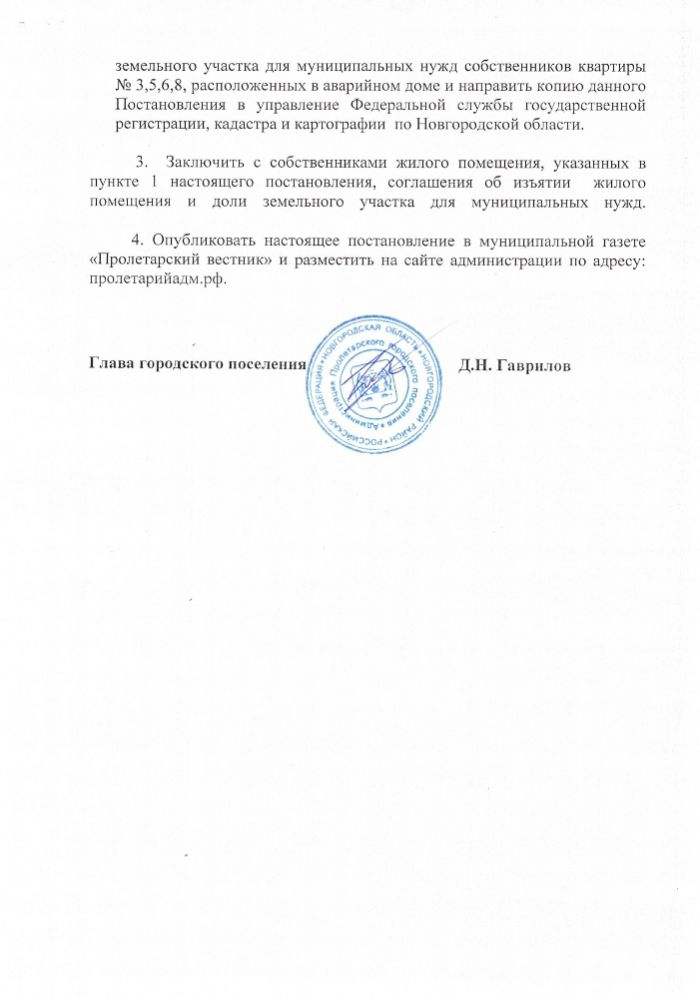 земельного участка для муниципальных нужд собственников квартиры
№ 3,5,6,8, расположенных в аварийном доме и направить копию данного
Постановления в управление Федеральной службы государственной
регистрации, кадастра и картографии по Новгородской области.
3. Заключить с собственниками жилого помещения, указанных в
пункте 1 настоящего постановления, соглашения об изъятии жилого
помещения и доли земельного участка для муниципальных нужд.
4. Опубликовать настоящее постановление в муниципальной газете
«Пролетарский вестник» и разместить на сайте администрации по адресу:
пролетарийадм.рф.
Глава городского поселения Д.Н. Гаврилов
РОССИЙСКАЯ ФЕДЕРАЦИЯ * НОВГОРОДСКАЯ ОБЛАСТЬ * НОВГОРОДСКИЙ РАЙОН *
Администрация Пролетарского городского поселения *